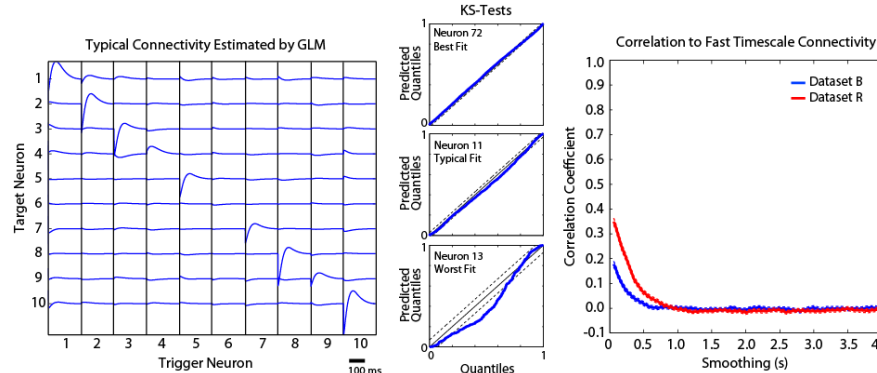 Typical Connectivity Estimated by GLM
Target Neuron
1
2
3
4
5
6
7
8
9
10
1 2 3 4 5 6 7 8 9 10
Trigger Neuron
100 ms
KS-Tests
Predicted
Quantiles
1
0
Neuron 72
Best Fit
Predicted
Quantiles
1
0
Neuron 11
Typical Fit
Predicted
Quantiles
1
0
Neuron 13
Worst Fit
0 1
Quantiles
Correlation to Fast Timescale Connectivity
Correlation Coefficient
1.0
0.9
0.8
0.7
0.6
0.5
0.4
0.3
0.2
0.1
0.0
-0.1
Dataset B
Dataset R
0 0.5 1.0 1.5 2.0 2.5 3.0 3.5 4
Smoothing (s)